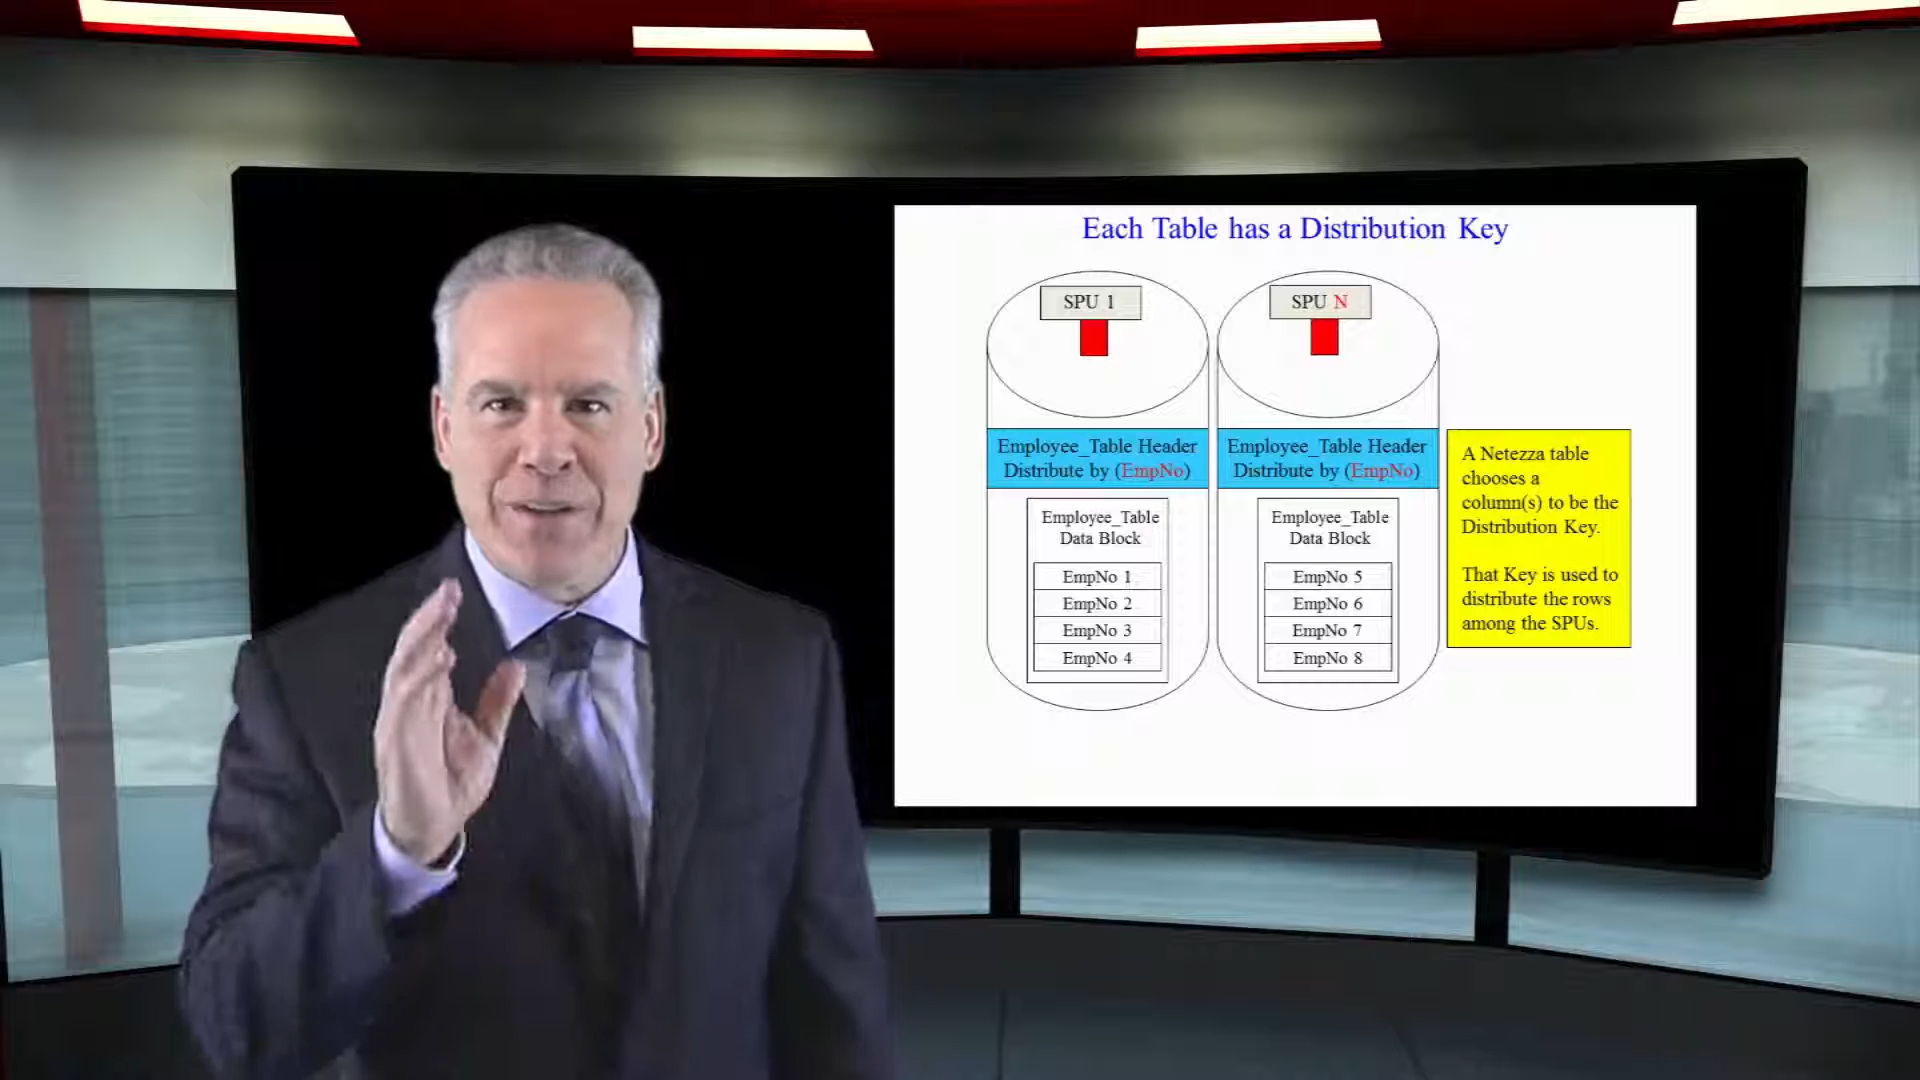 Each Table has a Distribution Key
SPU 1
SPU N
Employee_Table Header
Distribute by (EmpNo)
Employee_Table Header
Distribute by (EmpNo)
Employee_Table
Data Block
EmpNo 1
EmpNo 2
EmpNo 3
EmpNo 4
Employee_Table
Data Block
EmpNo 5
EmpNo 6
EmpNo 7
EmpNo 8
A Netezza table
chooses a
column(s) to be the
Distribution Key.
That Key is used to
distribute the rows
among the SPUs.